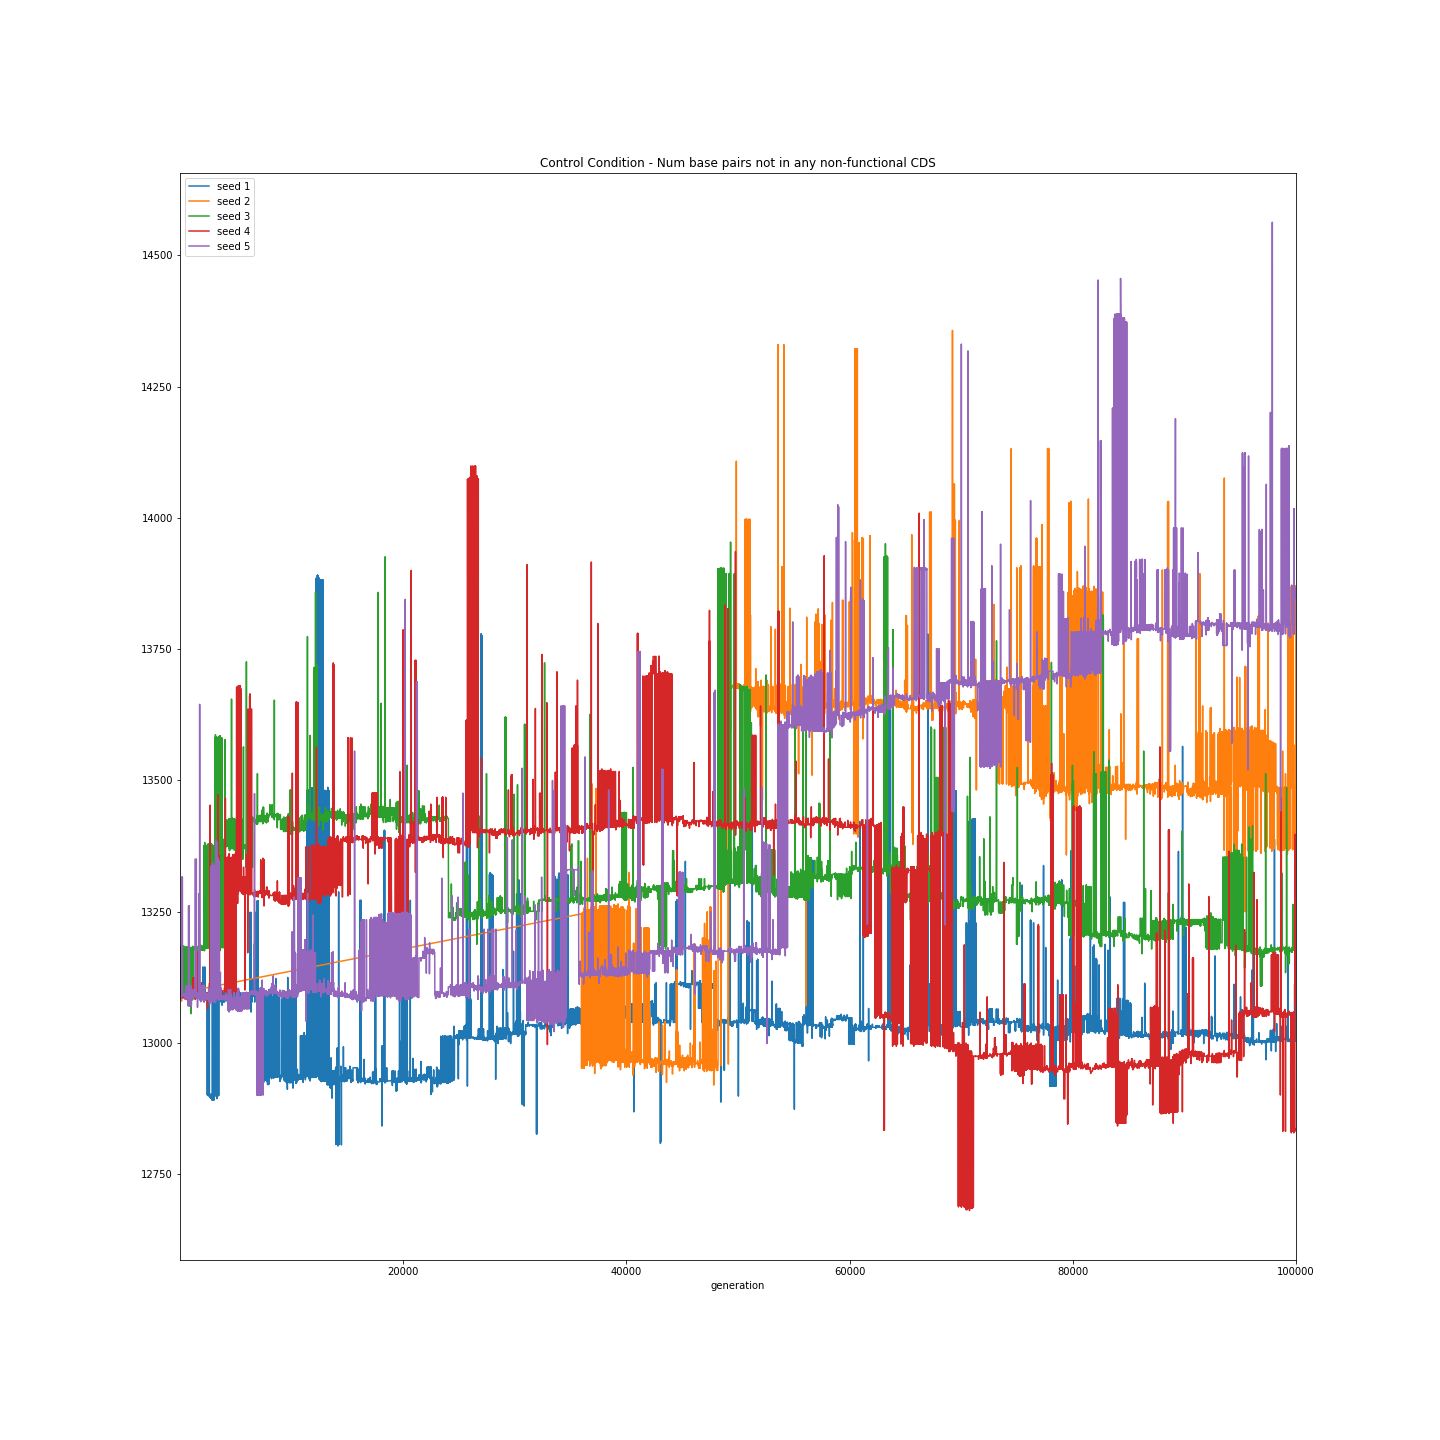 Control Condition - Num base pairs not in any non-functional CDS
seed 1
seed 2
seed 3
seed 4
seed 5
14500
14250
14000
13750
13500
13250
13000
12750
20000
40000
60000
80000
100000
generation